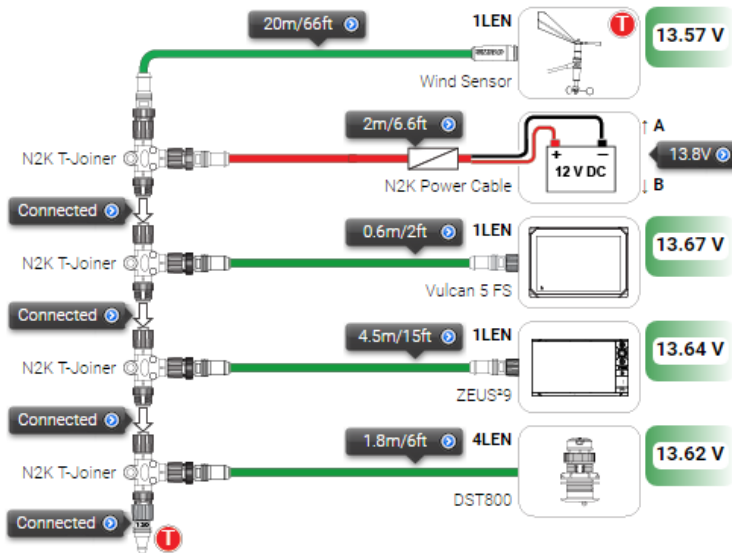 20m/66ft
1LEN
T
13.57 V
Wind Sensor
2m/6.6ft
↑ A
N2K T-Joiner
+ −
12 V DC
13.8V
N2K Power Cable
↓ B
Connected
0.6m/2ft
1LEN
13.67 V
N2K T-Joiner
Vulcan 5 FS
Connected
4.5m/15ft
1LEN
13.64 V
N2K T-Joiner
ZEUS²9
Connected
1.8m/6ft
4LEN
13.62 V
N2K T-Joiner
DST800
Connected
120
T